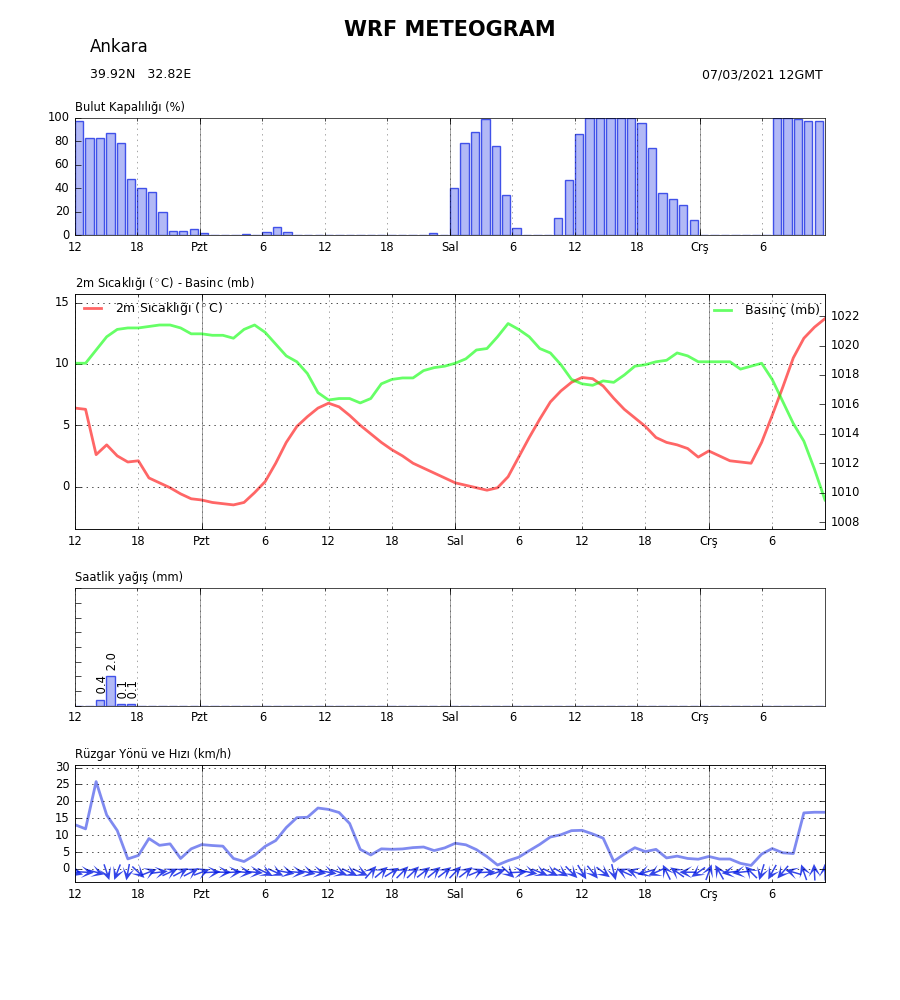 WRF METEOGRAM
Ankara
39.92N 32.82E
07/03/2021 12GMT
Bulut Kapalılığı (%)
100
80
60
40
20
0
12 18 Pzt 6 12 18 Sal 6 12 18 Crş 6
2m Sıcaklığı (°C) - Basinc (mb)
15
10
5
0
2m Sıcaklığı (°C)
Basınç (mb)
1022
1020
1018
1016
1014
1012
1010
1008
12 18 Pzt 6 12 18 Sal 6 12 18 Crş 6
Saatlik yağış (mm)
0.4
2.0
0.1
0.1
12 18 Pzt 6 12 18 Sal 6 12 18 Crş 6
Rüzgar Yönü ve Hızı (km/h)
30
25
20
15
10
5
0
12 18 Pzt 6 12 18 Sal 6 12 18 Crş 6